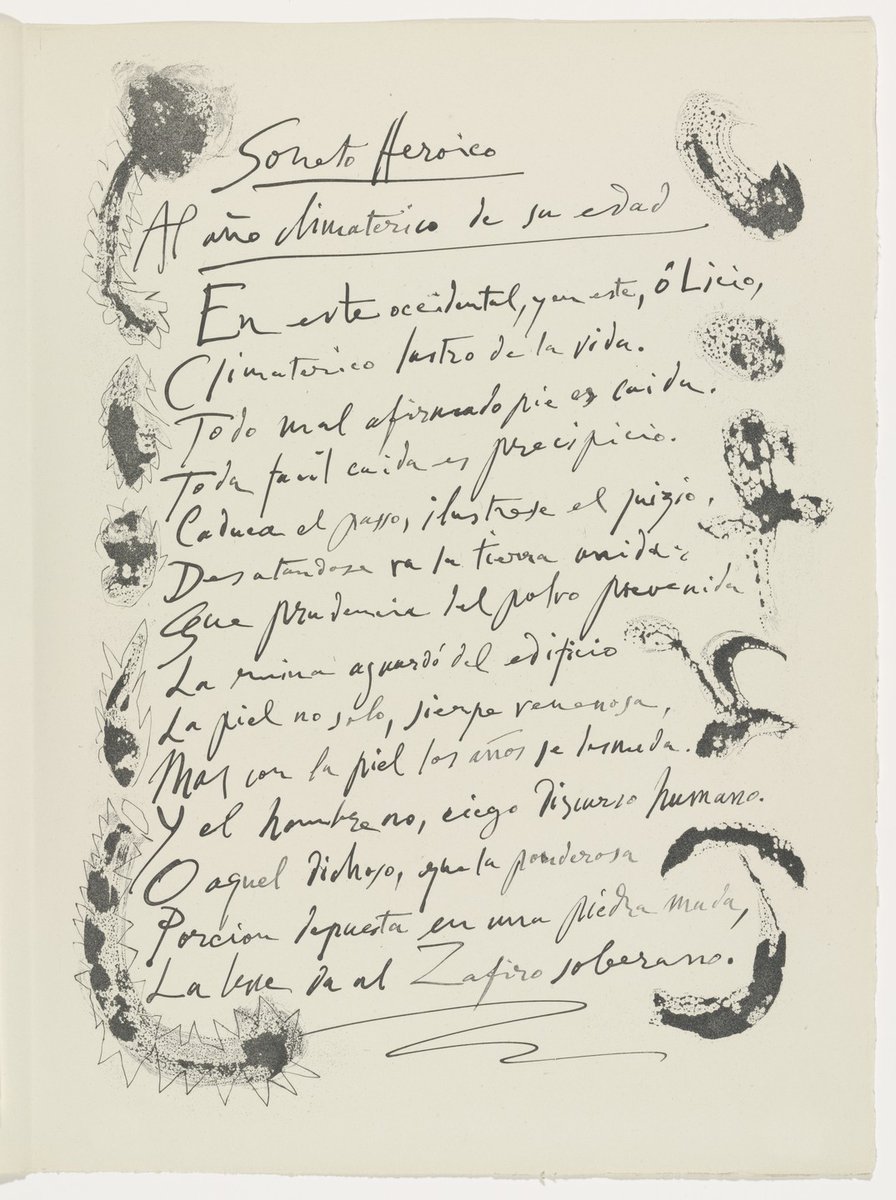 Soneto Heroico
Al año climaterico de su edad
En este occidental, y en este, ô Licio,
Climaterico lustro de la vida.
Todo mal afirmado pie es caida.
Toda facil caida es precipicio.
Caduca el passo, ilustrese el juizio.
Desatandose va la tierra unida:
Que prudencia del polvo prevenida
La ruina aguardó del edificio
La piel no solo, sierpe venenosa,
Mas con la piel los años se desnuda.
Y el hombre no, ciego discurso humano.
O aquel dichoso, que la ponderosa
Porcion depuesta en una piedra muda,
La leve da al Zafiro soberano.